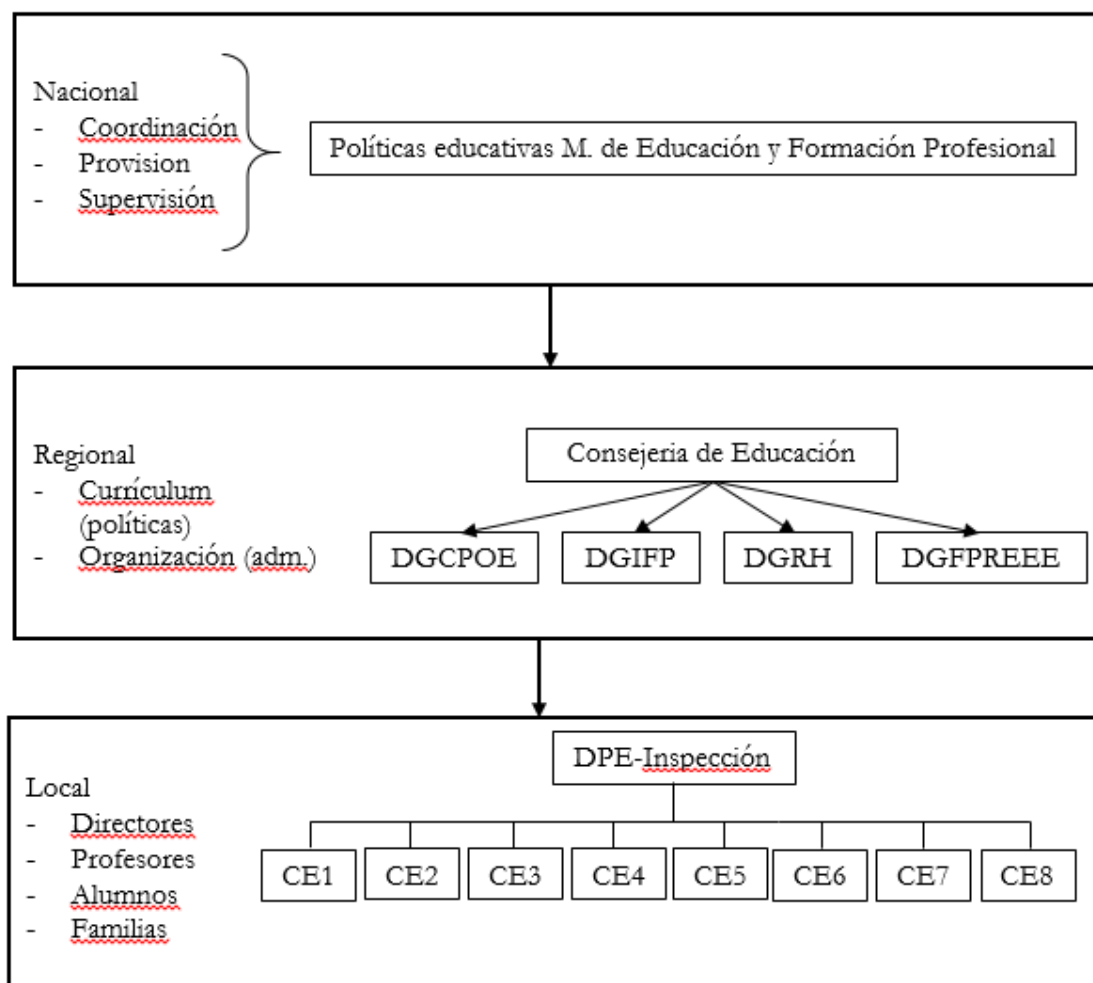 Nacional
- Coordinación
- Provision
- Supervisión
Políticas educativas M. de Educación y Formación Profesional
Regional
- Currículum
(políticas)
- Organización (adm.)
Consejeria de Educación
DGCPOE
DGIFP
DGRH
DGFPREEE
DPE-Inspección
Local
- Directores
- Profesores
- Alumnos
- Familias
CE1
CE2
CE3
CE4
CE5
CE6
CE7
CE8